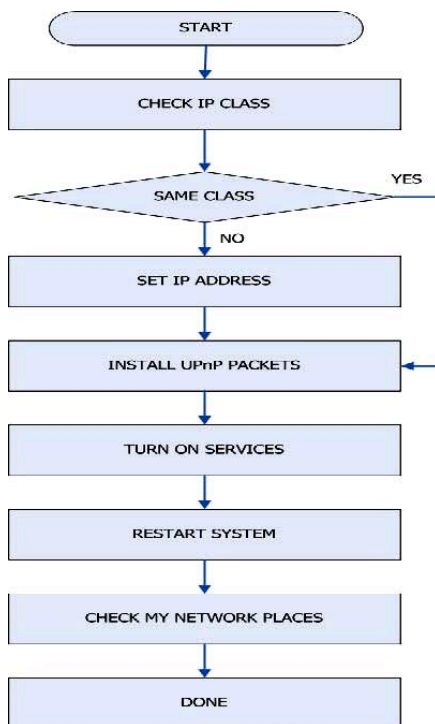 START
CHECK IP CLASS
SAME CLASS
YES
NO
SET IP ADDRESS
INSTALL UPnP PACKETS
TURN ON SERVICES
RESTART SYSTEM
CHECK MY NETWORK PLACES
DONE